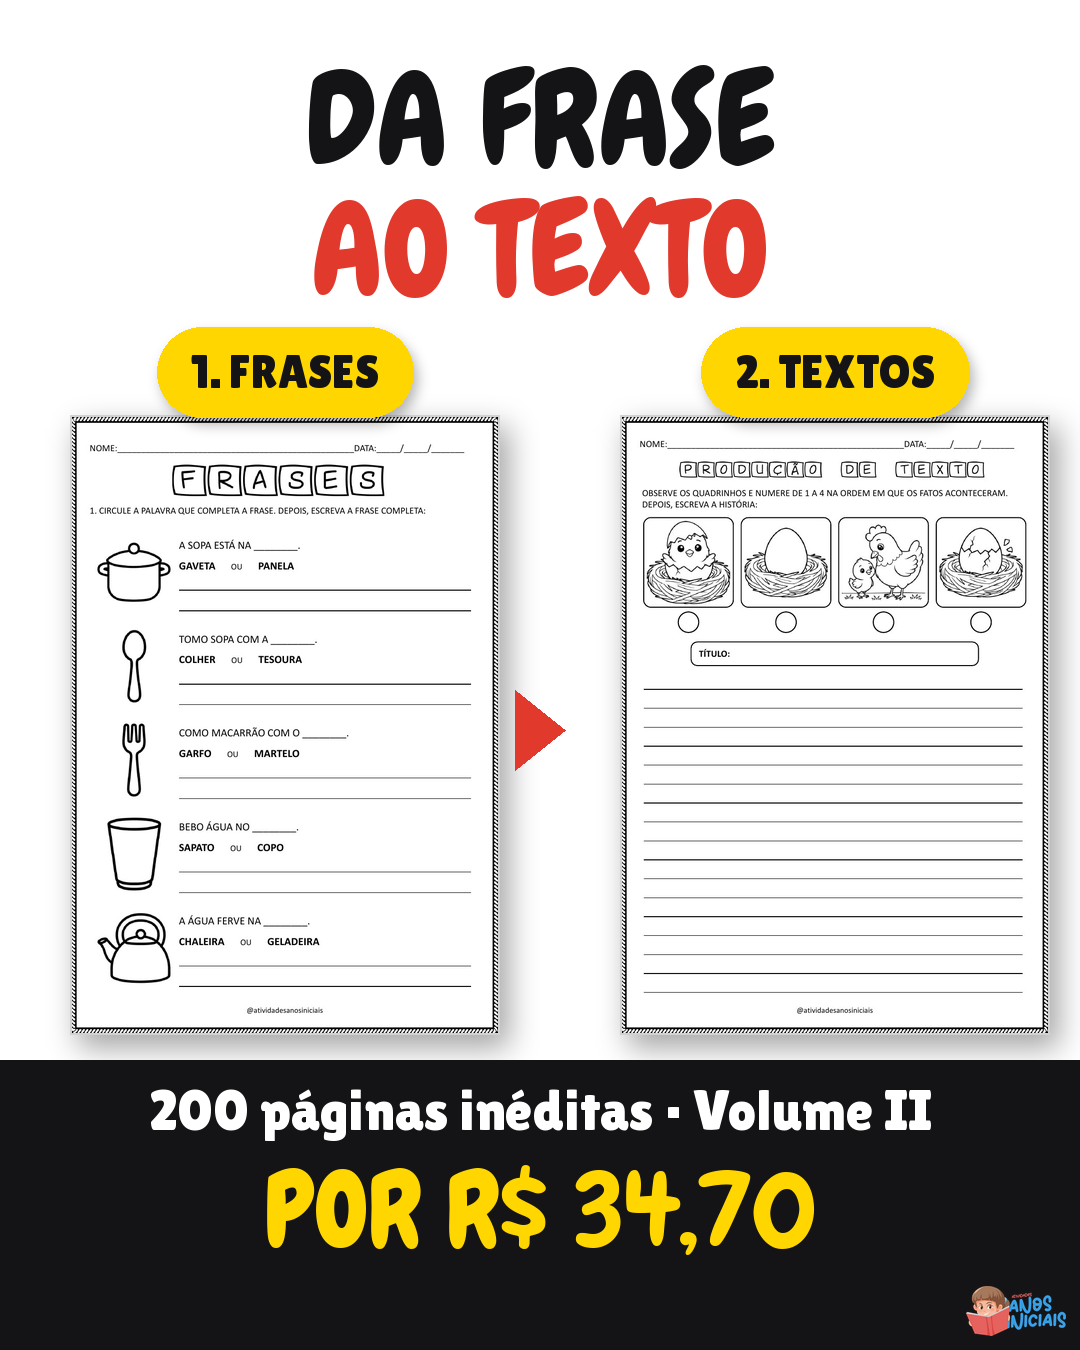 DA FRASE
AO TEXTO
1. FRASES
NOME:________________________________DATA:____/____/______
FRASES
1. CIRCULE A PALAVRA QUE COMPLETA A FRASE. DEPOIS, ESCREVA A FRASE COMPLETA:
A SOPA ESTÁ NA ________.
GAVETA OU PANELA
TOMO SOPA COM A ________.
COLHER OU TESOURA
COMO MACARRÃO COM O ________.
GARFO OU MARTELO
BEBO ÁGUA NO ________.
SAPATO OU COPO
A ÁGUA FERVE NA ________.
CHALEIRA OU GELADEIRA
@atividadesanosiniciais
2. TEXTOS
NOME:________________________________DATA:____/____/______
PRODUÇÃO DE TEXTO
OBSERVE OS QUADRINHOS E NUMERE DE 1 A 4 NA ORDEM EM QUE OS FATOS ACONTECERAM.
DEPOIS, ESCREVA A HISTÓRIA:
TÍTULO:
@atividadesanosiniciais
200 páginas inéditas · Volume II
POR R$ 34,70
ATIVIDADES
ANOS
INICIAIS